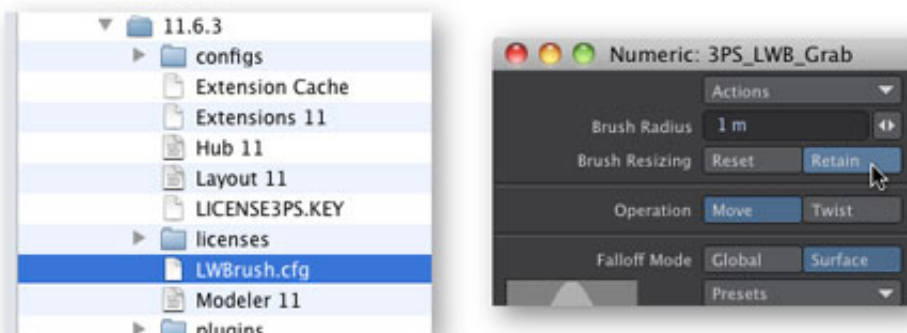 11.6.3
configs
Extension Cache
Extensions 11
Hub 11
Layout 11
LICENSE3PS.KEY
licenses
LWBrush.cfg
Modeler 11
plugins
Numeric: 3PS_LWB_Grab
Actions
Brush Radius 1 m
Brush Resizing Reset Retain
Operation Move Twist
Falloff Mode Global Surface
Presets